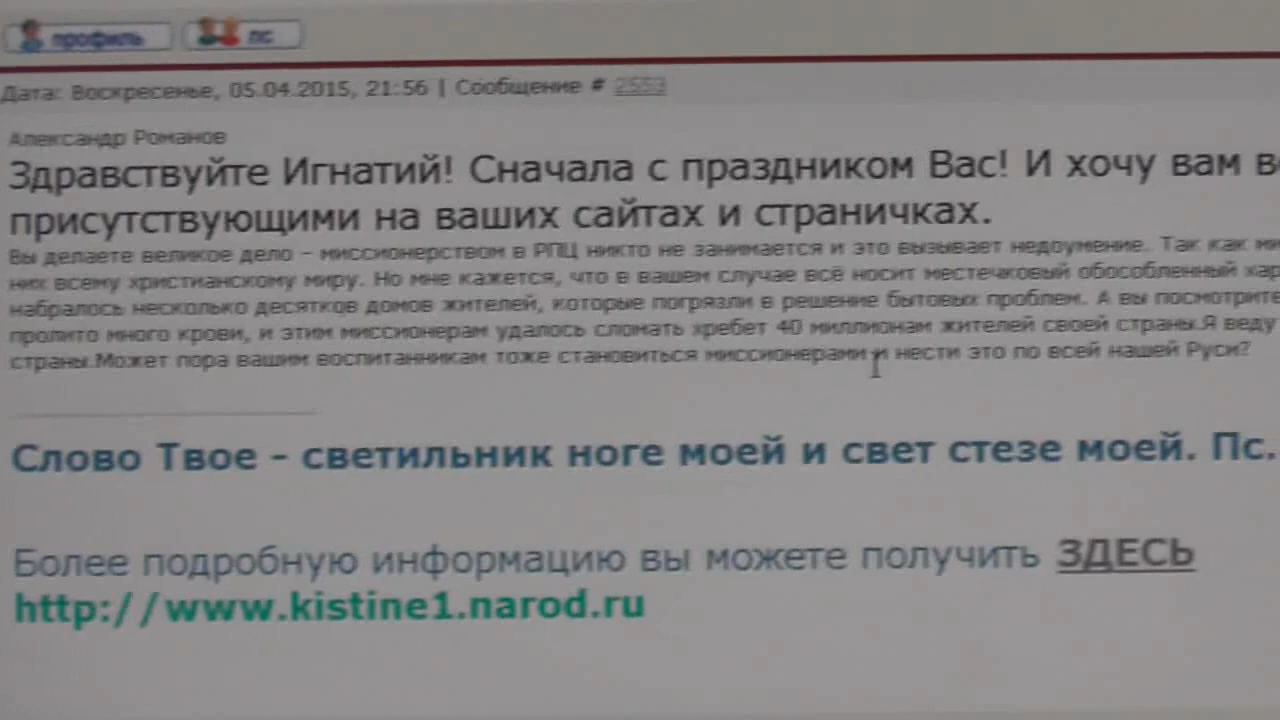 профиль пс
Дата: Воскресенье, 05.04.2015, 21:56 | Сообщение # 2553
Александр Романов
Здравствуйте Игнатий! Сначала с праздником Вас! И хочу вам
присутствующими на ваших сайтах и страничках.
Вы делаете великое дело – миссионерством в РПЦ никто не занимается и это вызывает недоумение. Так как
них всему христианскому миру. Но мне кажется, что в вашем случае всё носит местечковый обособленный
набралось несколько десятков домов жителей, которые погрязли в решение бытовых проблем. А вы посмотрите
пролито много крови, и этим миссионерам удалось сломать хребет 40 миллионам жителей своей страны.Я веду
страны.Может пора вашим воспитанникам тоже становиться миссионерами и нести это по всей нашей Руси?
Слово Твое - светильник ноге моей и свет стезе моей. Пс.
Более подробную информацию вы можете получить ЗДЕСЬ
http://www.kistine1.narod.ru